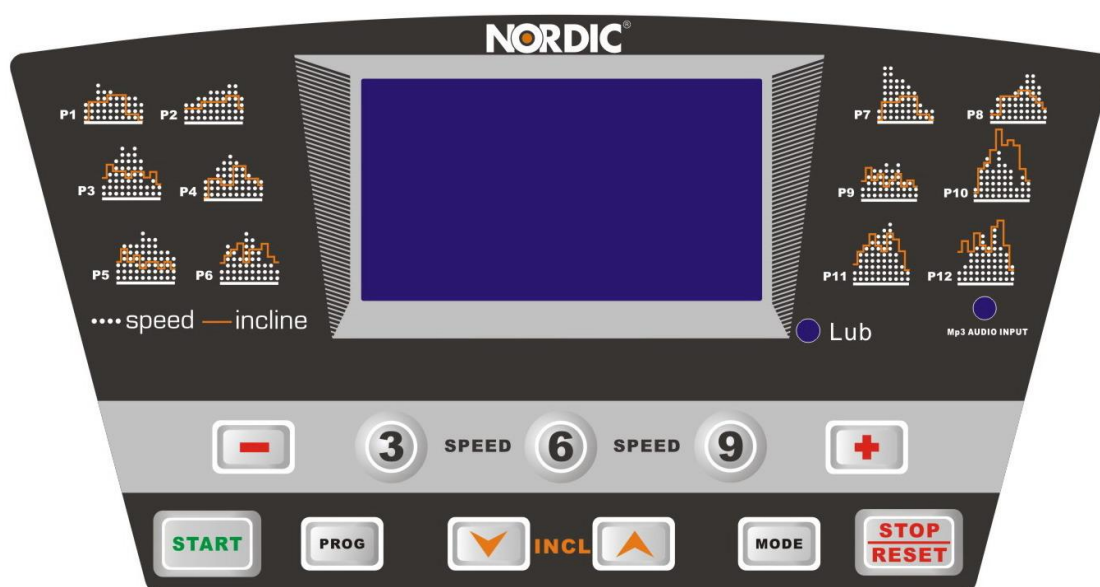 NORDIC®
P1 P2
P3 P4
P5 P6
speed incline
P7 P8
P9 P10
P11 P12
Lub
Mp3 AUDIO INPUT
- 3 SPEED 6 SPEED 9 +
START PROG INCL MODE STOP
RESET